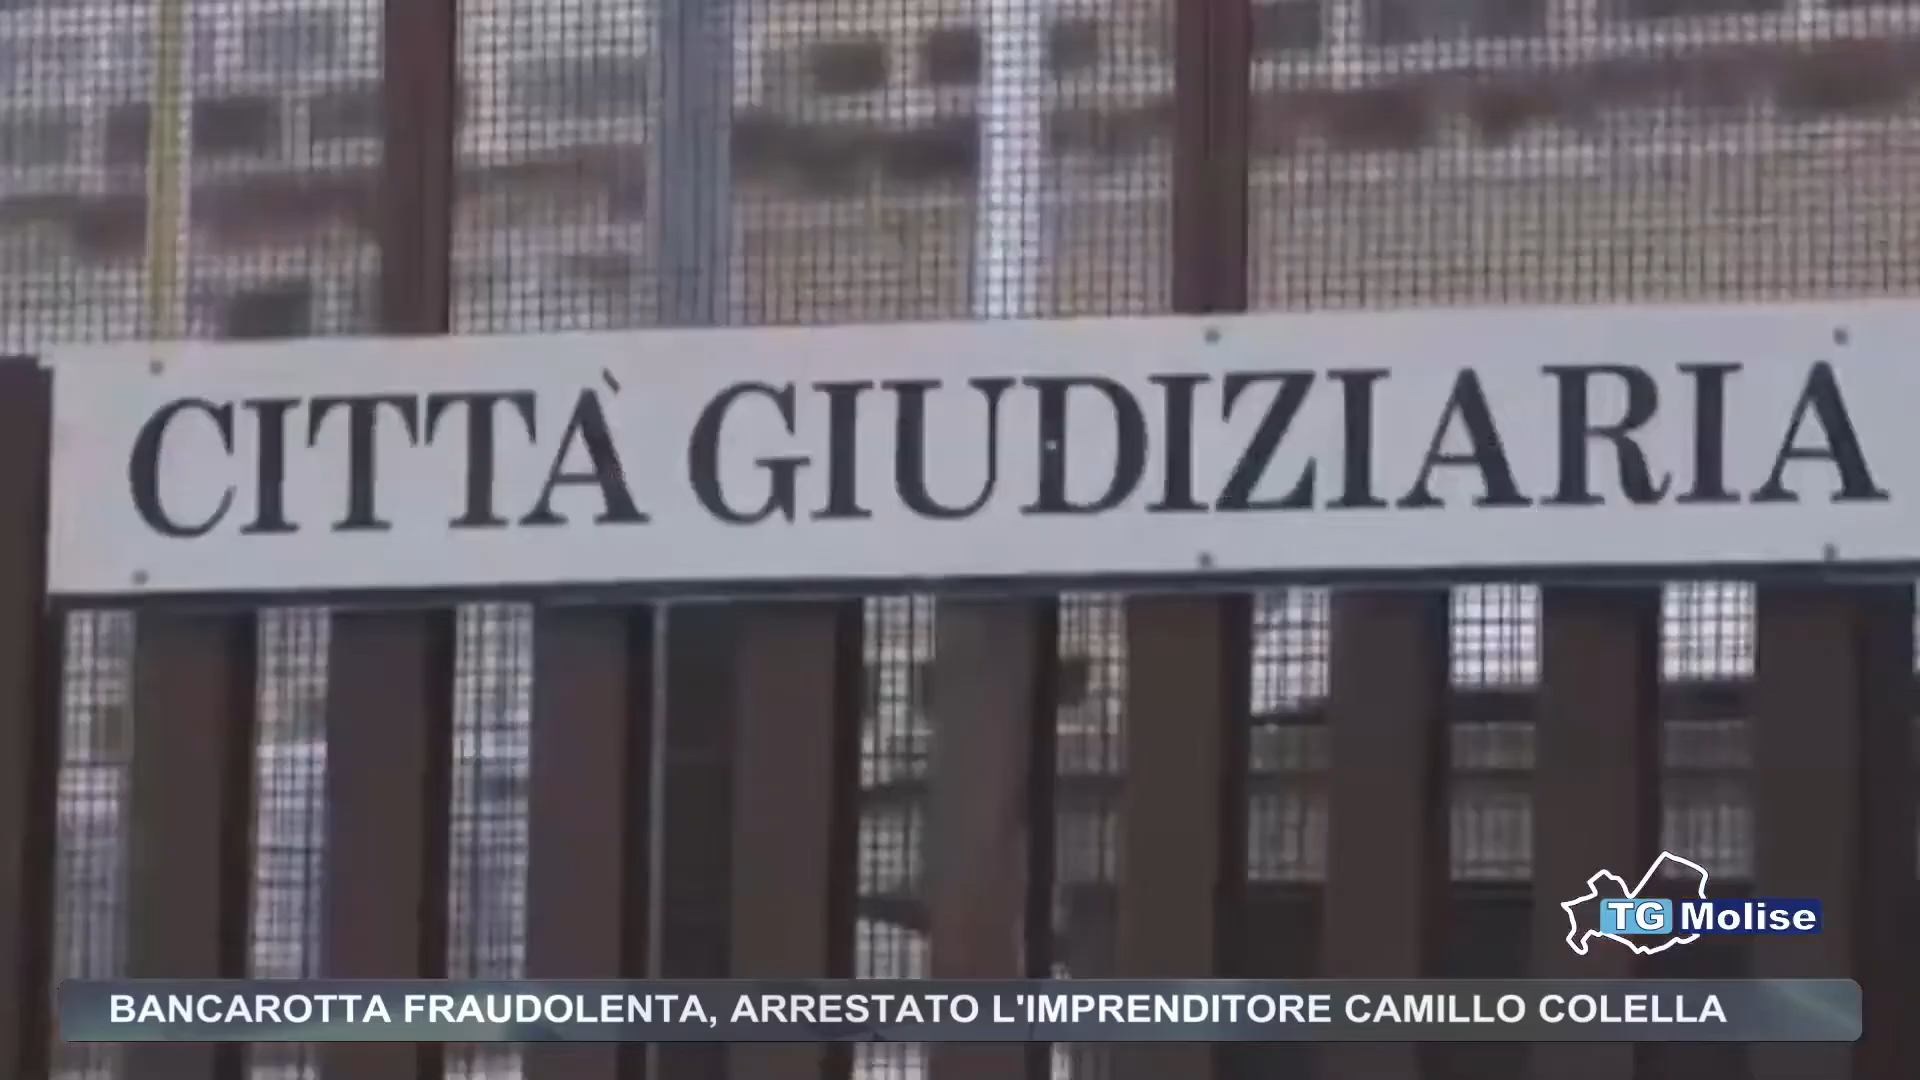 CITTÀ GIUDIZIARIA
TG Molise
BANCAROTTA FRAUDOLENTA, ARRESTATO L'IMPRENDITORE CAMILLO COLELLA